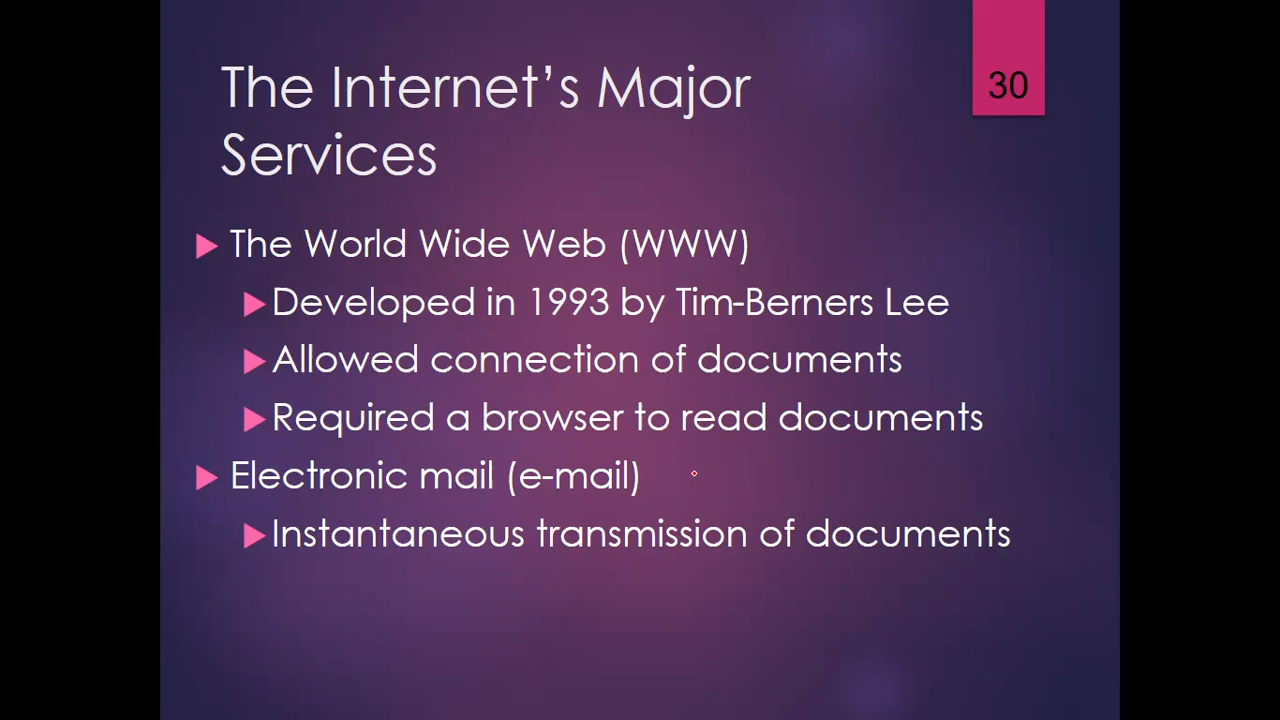 The Internet’s Major
Services
30
The World Wide Web (WWW)
Developed in 1993 by Tim-Berners Lee
Allowed connection of documents
Required a browser to read documents
Electronic mail (e-mail)
Instantaneous transmission of documents